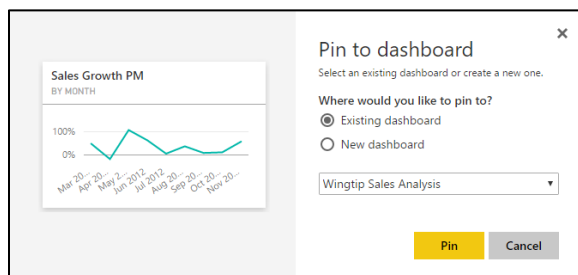 Sales Growth PM
BY MONTH
100%
0%
Mar 20...
Apr 20...
May 2...
Jun 2012
Jul 2012
Aug 20...
Sep 20...
Oct 20...
Nov 20...
Pin to dashboard
Select an existing dashboard or create a new one.
Where would you like to pin to?
Existing dashboard
New dashboard
Wingtip Sales Analysis
Pin
Cancel